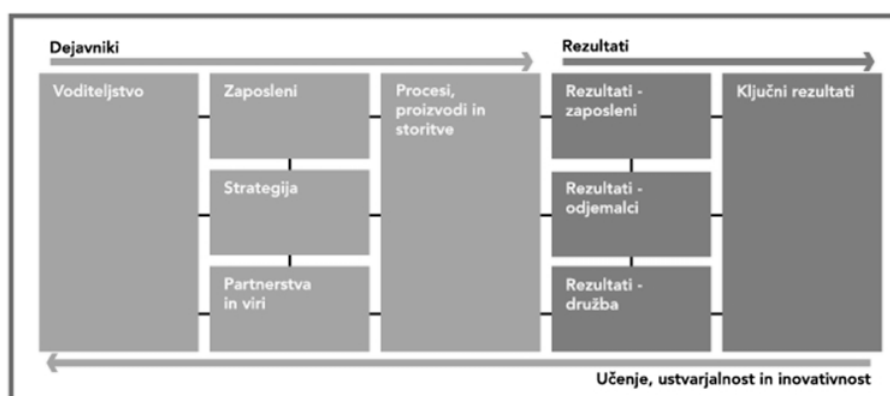 Dejavniki
Rezultati
Voditeljstvo
Zaposleni
Procesi,
proizvodi in
storitve
Rezultati -
zaposleni
Ključni rezultati
Strategija
Rezultati -
odjemalci
Partnerstva
in viri
Rezultati -
družba
Učenje, ustvarjalnost in inovativnost